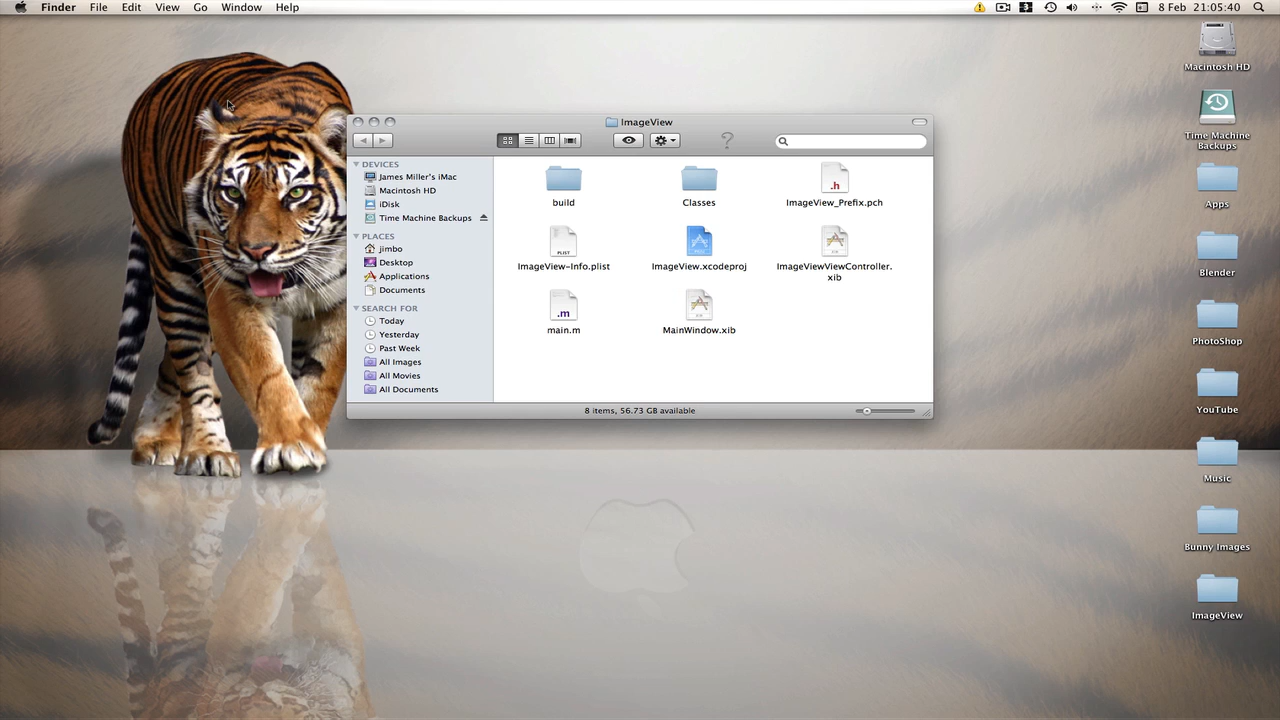 Finder File Edit View Go Window Help
3
8 Feb 21:05:40
ImageView
DEVICES
James Miller's iMac
Macintosh HD
iDisk
Time Machine Backups
PLACES
jimbo
Desktop
Applications
Documents
SEARCH FOR
Today
Yesterday
Past Week
All Images
All Movies
All Documents
build
Classes
.h
ImageView_Prefix.pch
PLIST
ImageView-Info.plist
ImageView.xcodeproj
ImageViewViewController.
xib
.m
main.m
MainWindow.xib
8 items, 56.73 GB available
Macintosh HD
Time Machine
Backups
Apps
Blender
PhotoShop
YouTube
Music
Bunny Images
ImageView